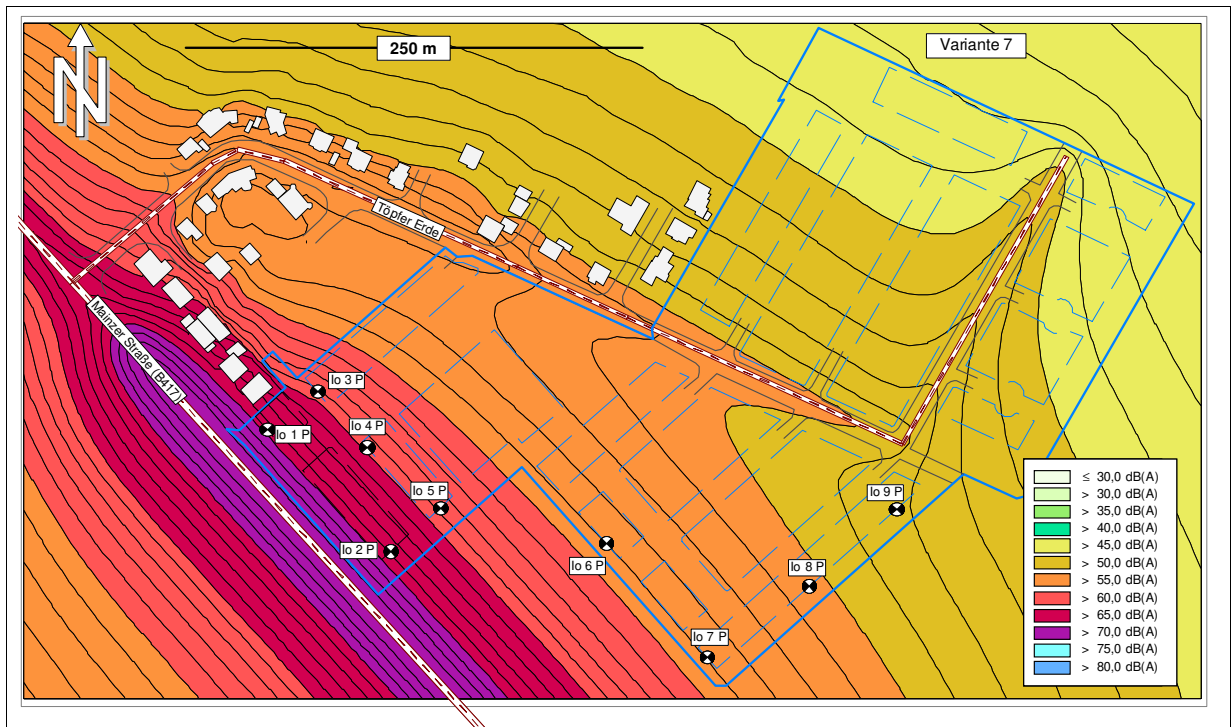 250 m
Variante 7
N
Töpfer Erde
Mainzer Straße (B417)
Io 3 P
Io 1 P
Io 4 P
Io 5 P
Io 2 P
Io 6 P
Io 9 P
Io 8 P
Io 7 P
≤ 30,0 dB(A)
> 30,0 dB(A)
> 35,0 dB(A)
> 40,0 dB(A)
> 45,0 dB(A)
> 50,0 dB(A)
> 55,0 dB(A)
> 60,0 dB(A)
> 65,0 dB(A)
> 70,0 dB(A)
> 75,0 dB(A)
> 80,0 dB(A)